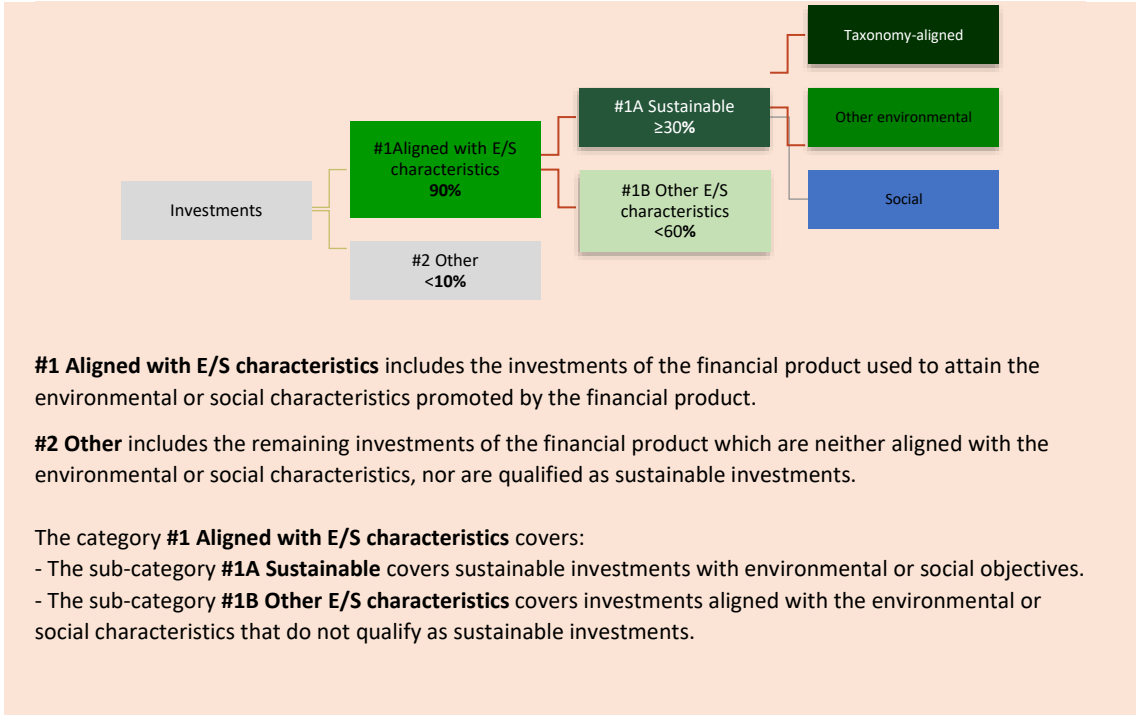 Taxonomy-aligned
#1A Sustainable
≥30%
Other environmental
#1Aligned with E/S
characteristics
90%
#1B Other E/S
characteristics
<60%
Social
Investments
#2 Other
<10%
#1 Aligned with E/S characteristics includes the investments of the financial product used to attain the
environmental or social characteristics promoted by the financial product.
#2 Other includes the remaining investments of the financial product which are neither aligned with the
environmental or social characteristics, nor are qualified as sustainable investments.
The category #1 Aligned with E/S characteristics covers:
- The sub-category #1A Sustainable covers sustainable investments with environmental or social objectives.
- The sub-category #1B Other E/S characteristics covers investments aligned with the environmental or
social characteristics that do not qualify as sustainable investments.